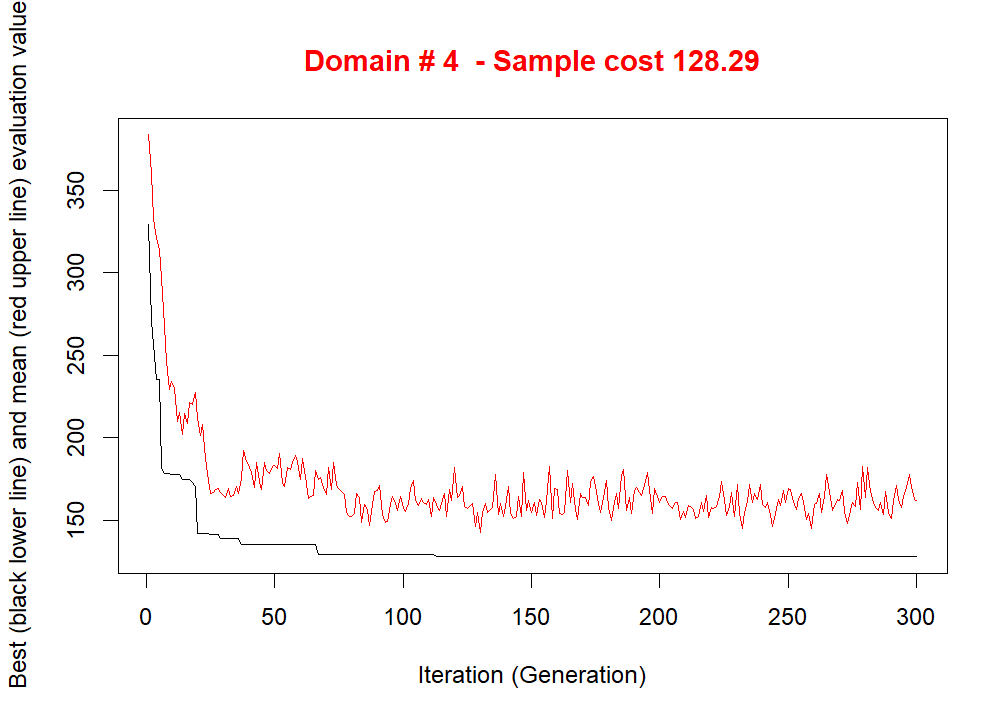 Domain # 4  - Sample cost 128.29
Best (black lower line) and mean (red upper line) evaluation value
350
300
250
200
150
0 50 100 150 200 250 300
Iteration (Generation)